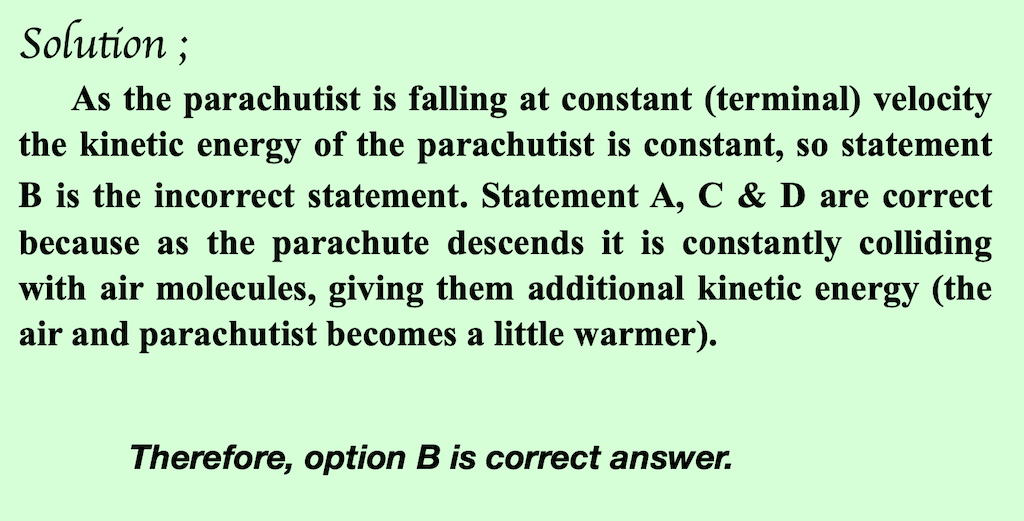 Solution ;
As the parachutist is falling at constant (terminal) velocity
the kinetic energy of the parachutist is constant, so statement
B is the incorrect statement. Statement A, C & D are correct
because as the parachute descends it is constantly colliding
with air molecules, giving them additional kinetic energy (the
air and parachutist becomes a little warmer).
Therefore, option B is correct answer.